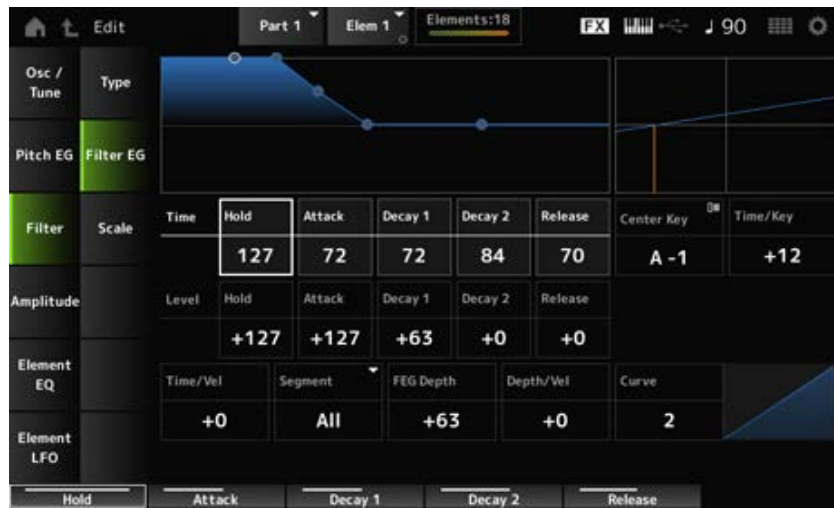 Edit
Part 1
Elem 1
Elements:18
FX
90
Osc /
Tune
Type
Pitch EG
Filter EG
Filter
Scale
Time
Hold
Attack
Decay 1
Decay 2
Release
Center Key
Time/Key
127
72
72
84
70
A -1
+12
Amplitude
Level
Hold
Attack
Decay 1
Decay 2
Release
+127
+127
+63
+0
+0
Element
EQ
Time/Vel
Segment
FEG Depth
Depth/Vel
Curve
+0
All
+63
+0
2
Element
LFO
Hold
Attack
Decay 1
Decay 2
Release